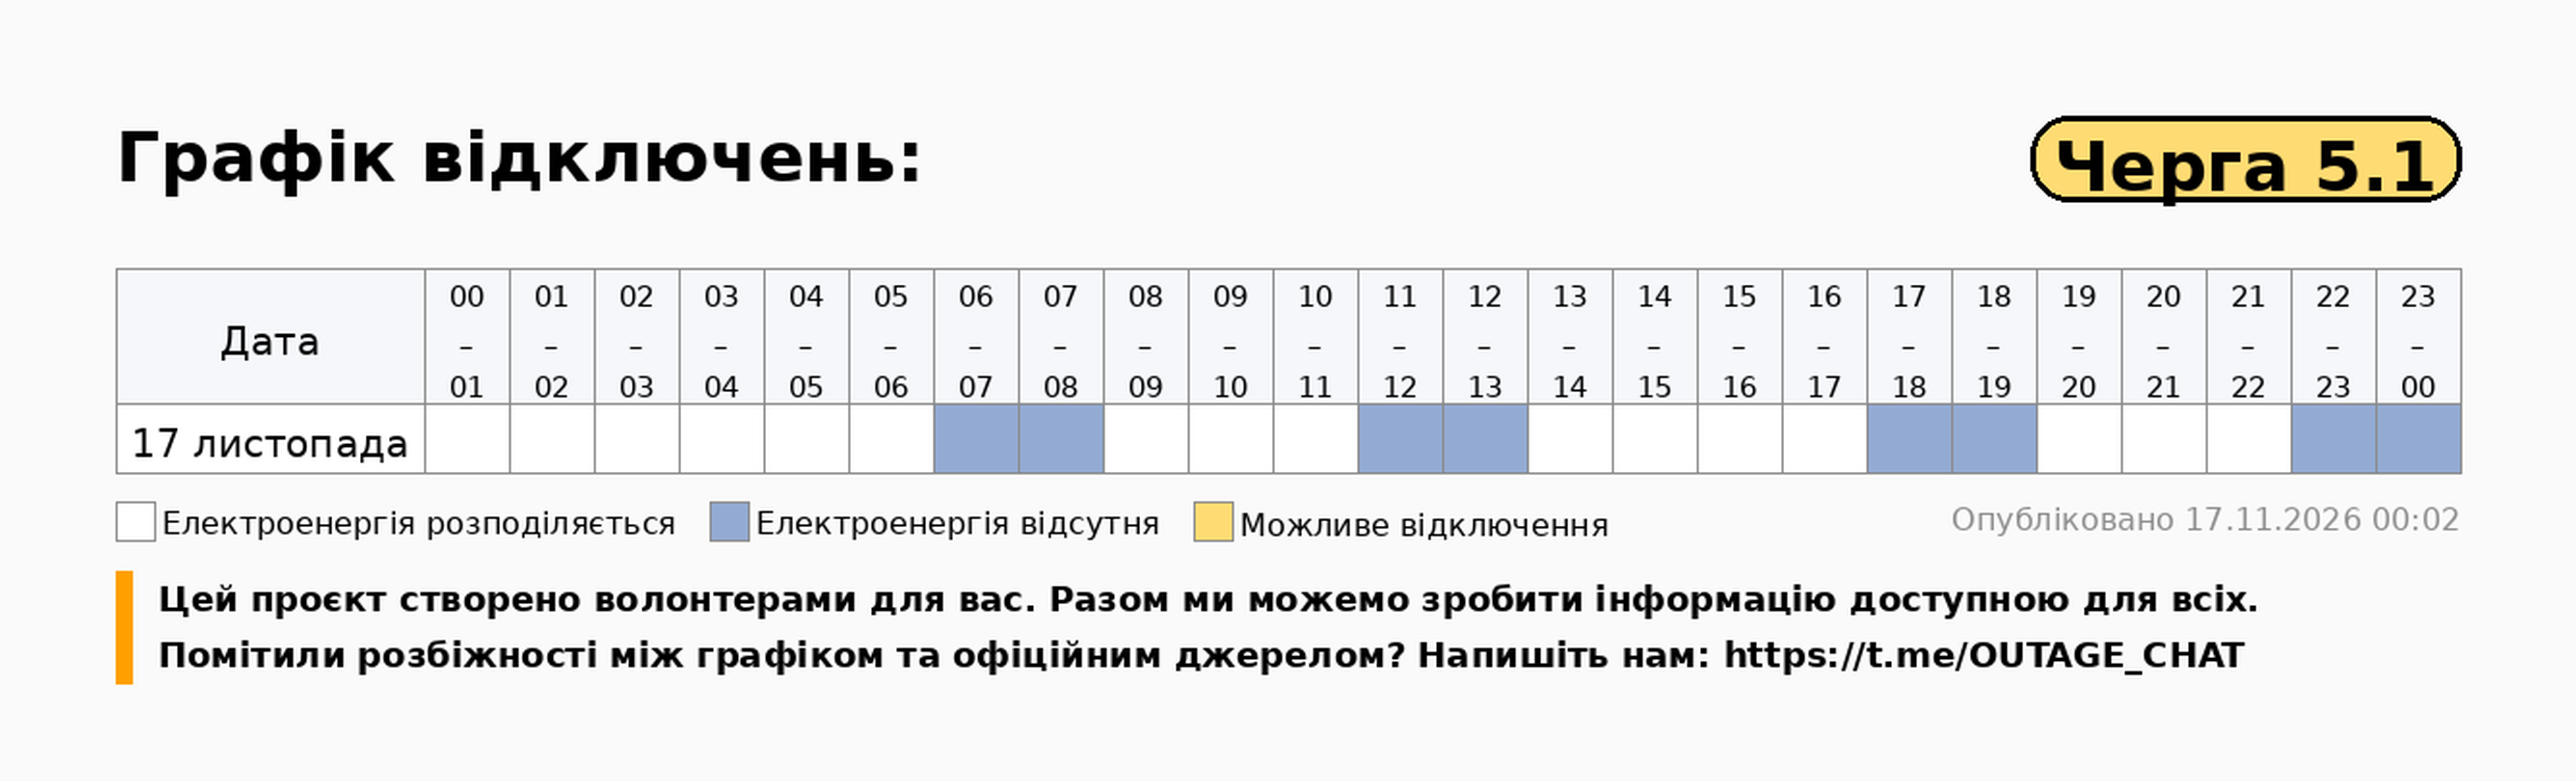 Графік відключень:
Черга 5.1
Дата
00 – 01
01 – 02
02 – 03
03 – 04
04 – 05
05 – 06
06 – 07
07 – 08
08 – 09
09 – 10
10 – 11
11 – 12
12 – 13
13 – 14
14 – 15
15 – 16
16 – 17
17 – 18
18 – 19
19 – 20
20 – 21
21 – 22
22 – 23
23 – 00
17 листопада
Електроенергія розподіляється
Електроенергія відсутня
Можливе відключення
Опубліковано 17.11.2026 00:02
Цей проєкт створено волонтерами для вас. Разом ми можемо зробити інформацію доступною для всіх.
Помітили розбіжності між графіком та офіційним джерелом? Напишіть нам: https://t.me/OUTAGE_CHAT